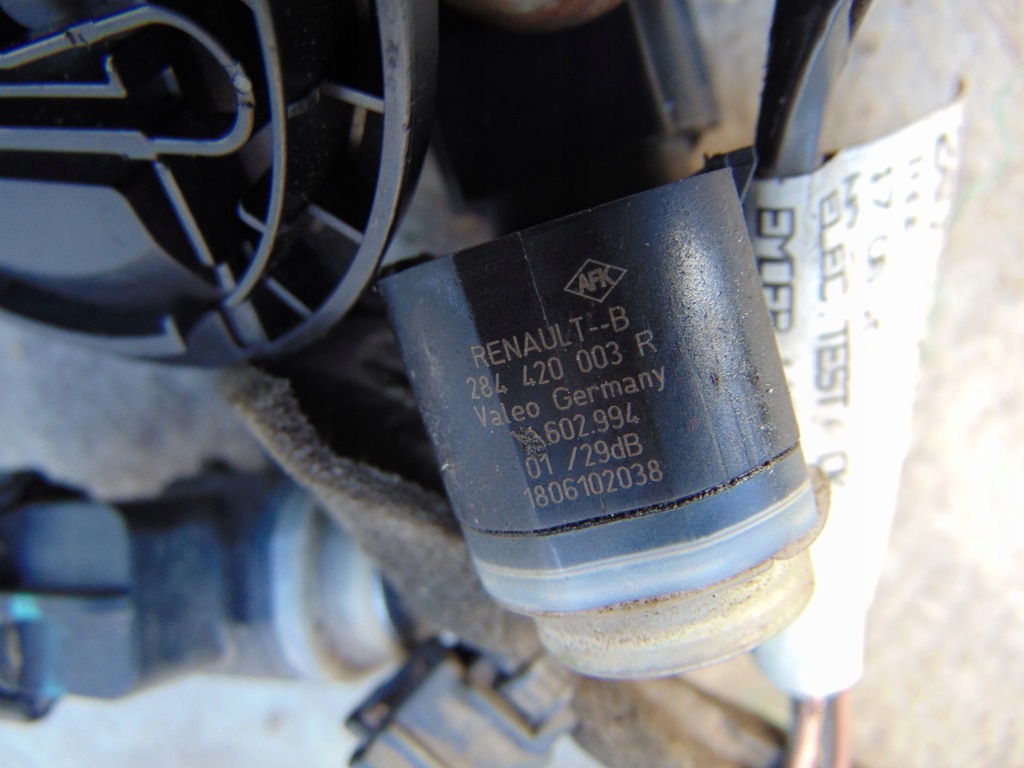 AFK
RENAULT--B
284 420 003 R
Valeo Germany
602.994
01 /29dB
1806102038
ELEC. TEST